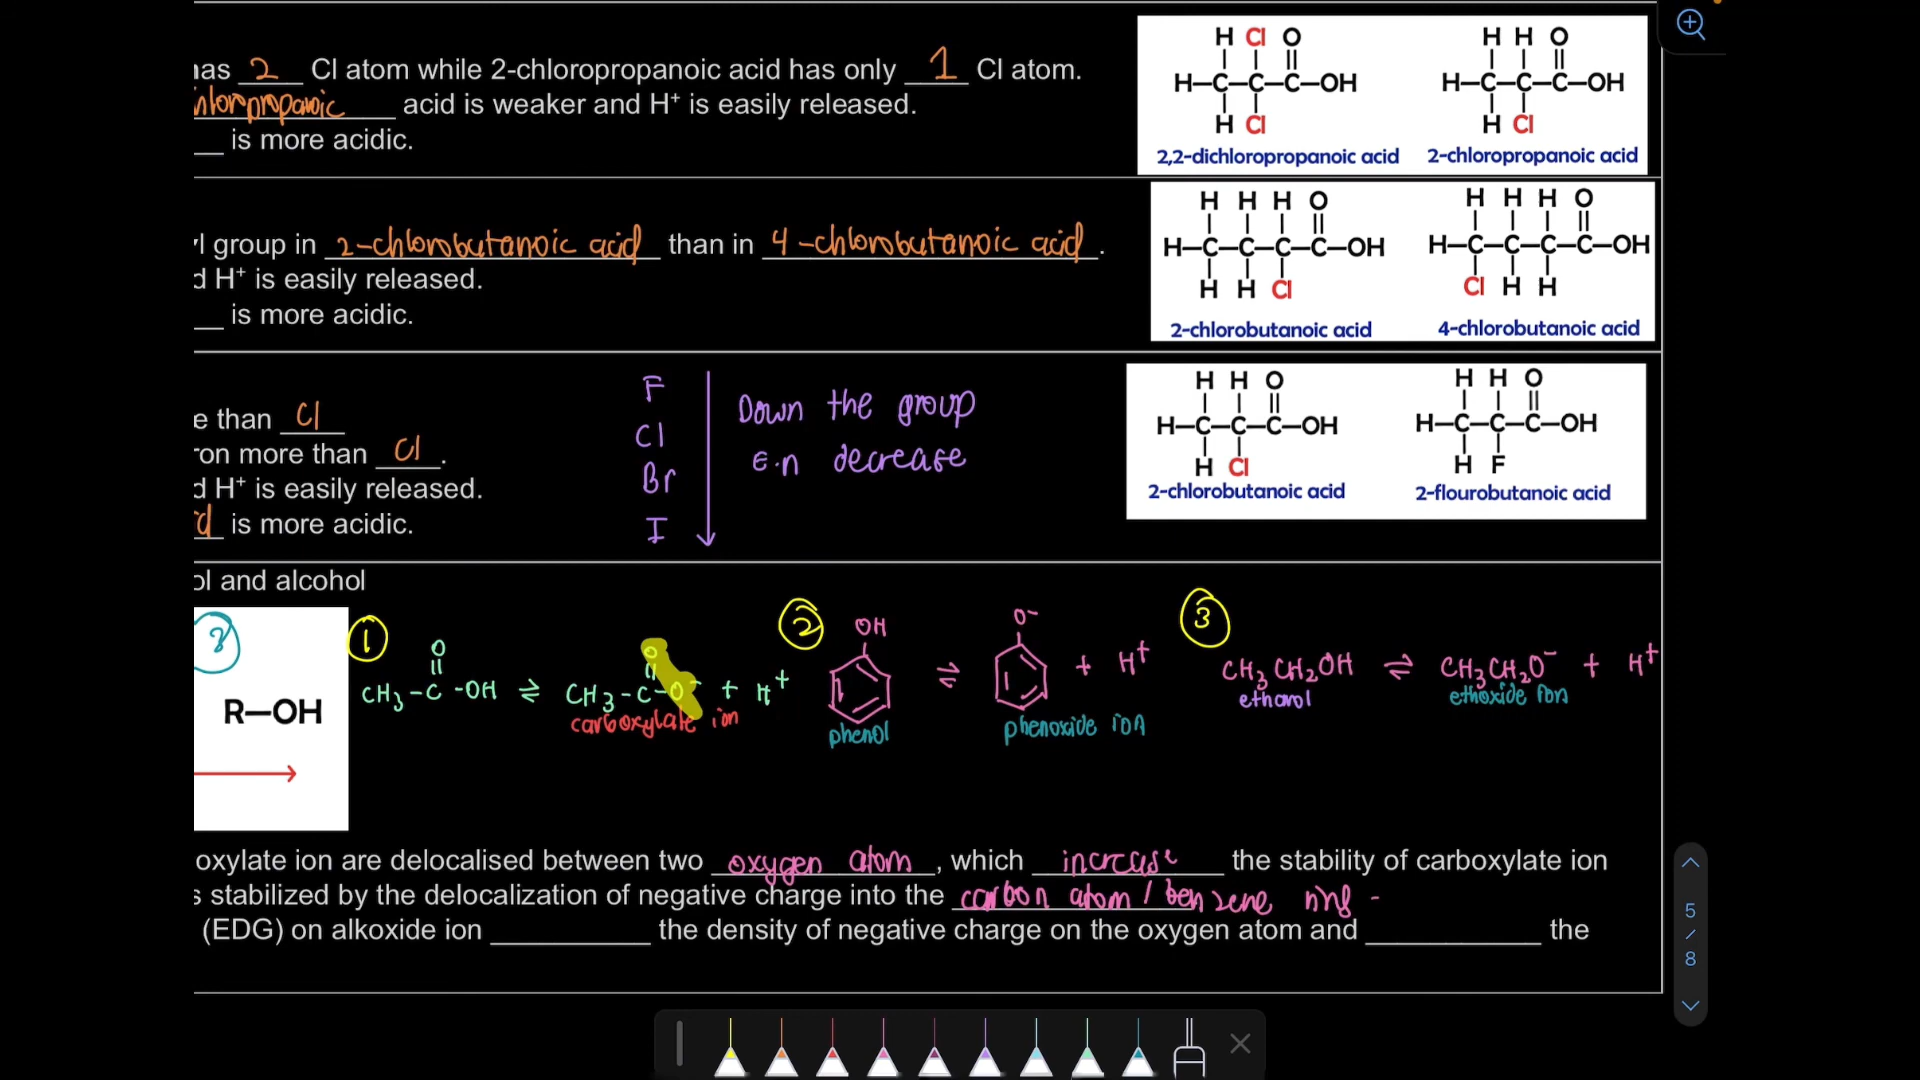 has 2 Cl atom while 2-chloropropanoic acid has only 1 Cl atom.
hloropropanoic acid is weaker and H⁺ is easily released.
__ is more acidic.
H Cl O
H–C–C–C–OH
H Cl
2,2-dichloropropanoic acid
H H O
H–C–C–C–OH
H Cl
2-chloropropanoic acid
yl group in 2-chlorobutanoic acid than in 4-chlorobutanoic acid.
d H⁺ is easily released.
__ is more acidic.
H H H O
H–C–C–C–C–OH
H H Cl
2-chlorobutanoic acid
H H H O
H–C–C–C–C–OH
Cl H H
4-chlorobutanoic acid
e than Cl
ron more than Cl.
d H⁺ is easily released.
d is more acidic.
F
Cl
Br
I
Down the group
E.n decrease
H H O
H–C–C–C–OH
H Cl
2-chlorobutanoic acid
H H O
H–C–C–C–OH
H F
2-flourobutanoic acid
ol and alcohol
R–OH
1
O
CH₃–C–OH ⇌ CH₃–C–O⁻ + H⁺
O
carboxylate ion
2
OH
⇌
O⁻
+ H⁺
phenol
phenoxide ion
3
CH₃CH₂OH ⇌ CH₃CH₂O⁻ + H⁺
ethanol
ethoxide ion
oxylate ion are delocalised between two oxygen atom, which increase the stability of carboxylate ion
s stabilized by the delocalization of negative charge into the carbon atom / benzene ring -
(EDG) on alkoxide ion __________ the density of negative charge on the oxygen atom and ___________ the
5
/
8